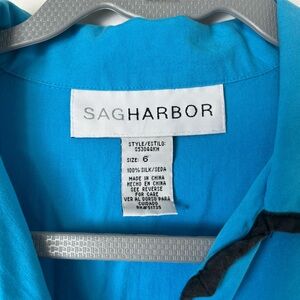 SAGHARBOR
STYLE/ESTILO:
SIZE: 6
100% SILK/SEDA
MADE IN CHINA
HECHO EN CHINA
SEE REVERSE
FOR CARE
VER AL DORSO PARA
CUIDADO